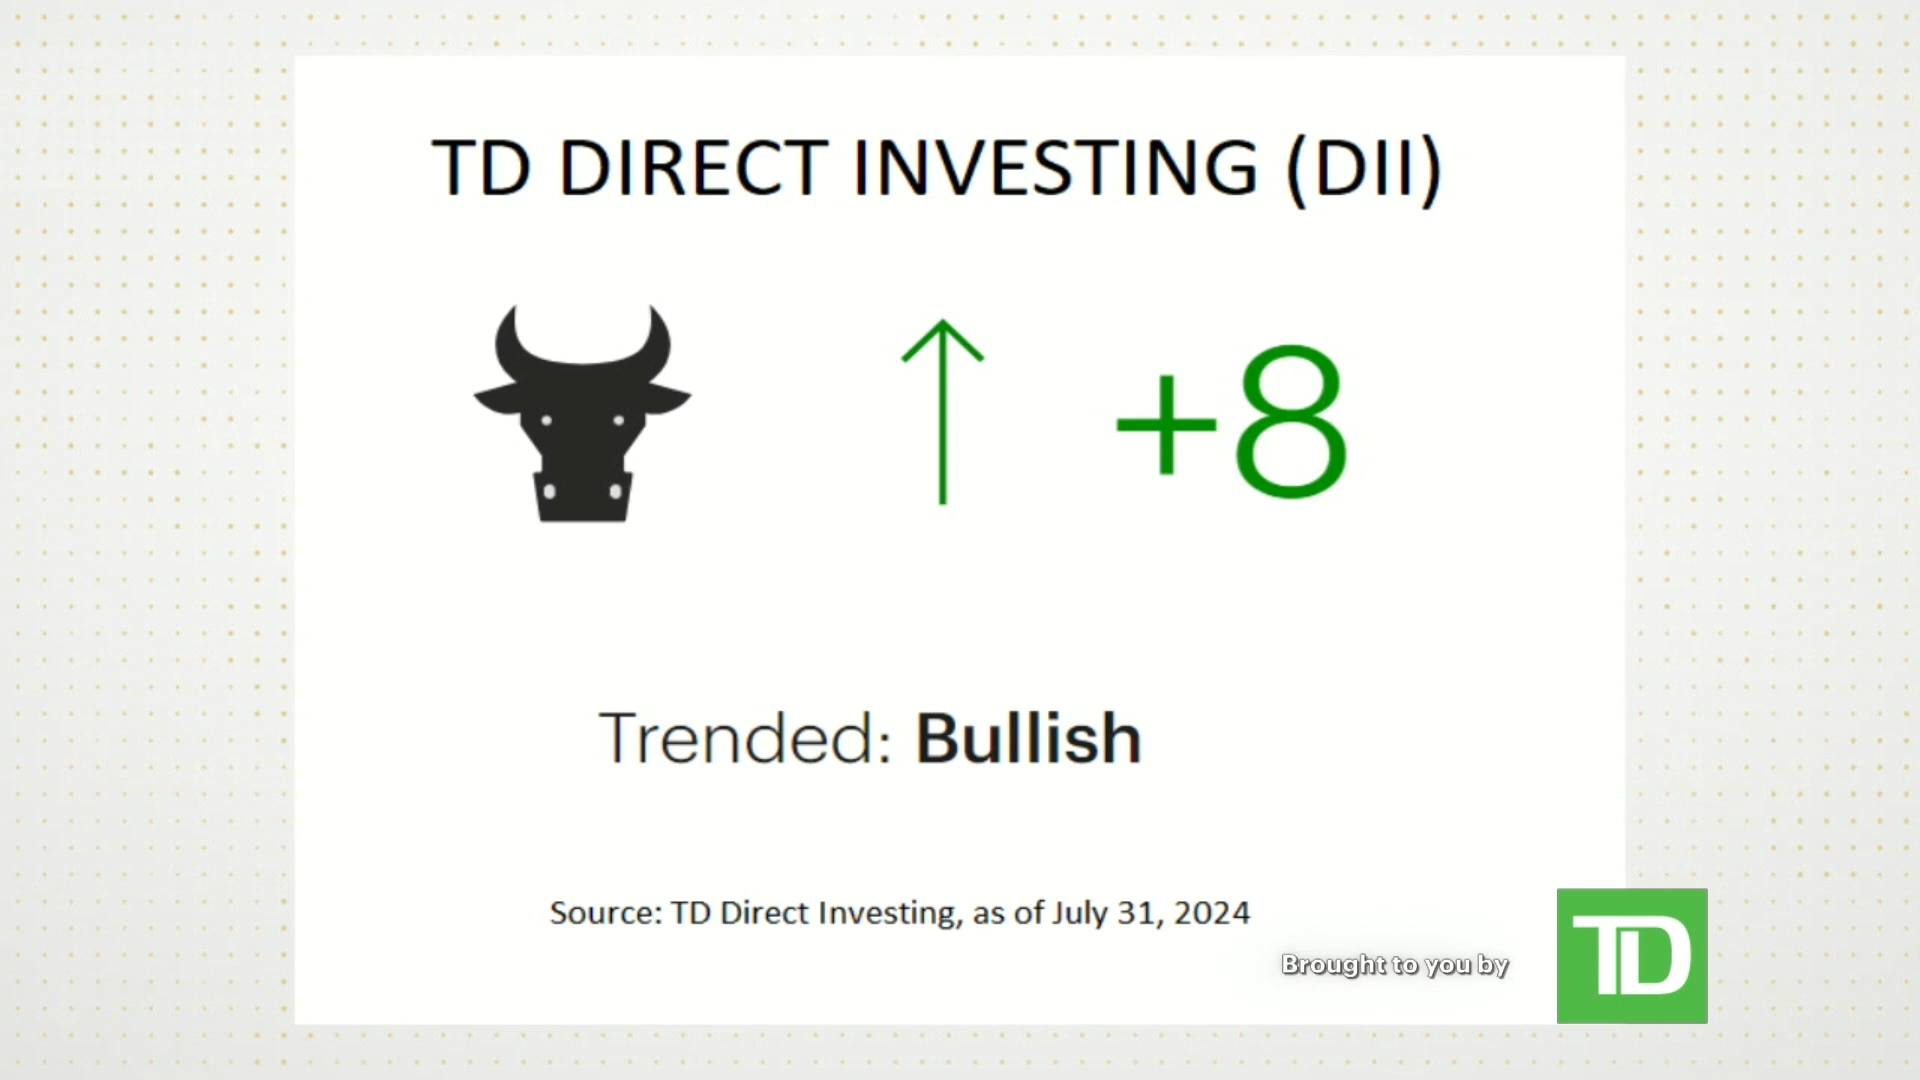 TD DIRECT INVESTING (DII)
+8
Trended: Bullish
Source: TD Direct Investing, as of July 31, 2024
Brought to you by
TD